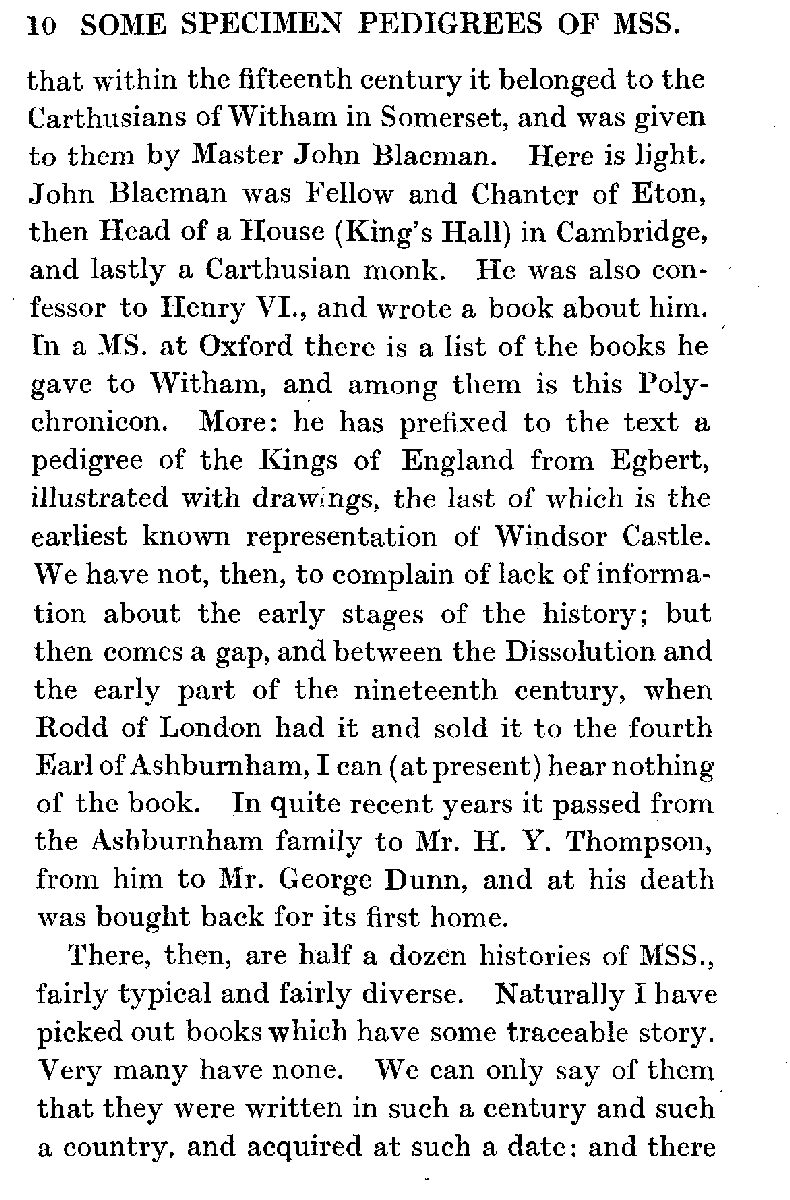 10 SOME SPECIMEN PEDIGREES OF MSS.
that within the fifteenth century it belonged to the
Carthusians of Witham in Somerset, and was given
to them by Master John Blacman. Here is light.
John Blacman was Fellow and Chanter of Eton,
then Head of a House (King's Hall) in Cambridge,
and lastly a Carthusian monk. He was also con-
fessor to Henry VI., and wrote a book about him.
In a MS. at Oxford there is a list of the books he
gave to Witham, and among them is this Poly-
chronicon. More: he has prefixed to the text a
pedigree of the Kings of England from Egbert,
illustrated with drawings, the last of which is the
earliest known representation of Windsor Castle.
We have not, then, to complain of lack of informa-
tion about the early stages of the history; but
then comes a gap, and between the Dissolution and
the early part of the nineteenth century, when
Rodd of London had it and sold it to the fourth
Earl of Ashburnham, I can (at present) hear nothing
of the book. In quite recent years it passed from
the Ashburnham family to Mr. H. Y. Thompson,
from him to Mr. George Dunn, and at his death
was bought back for its first home.
There, then, are half a dozen histories of MSS.,
fairly typical and fairly diverse. Naturally I have
picked out books which have some traceable story.
Very many have none. We can only say of them
that they were written in such a century and such
a country, and acquired at such a date: and there